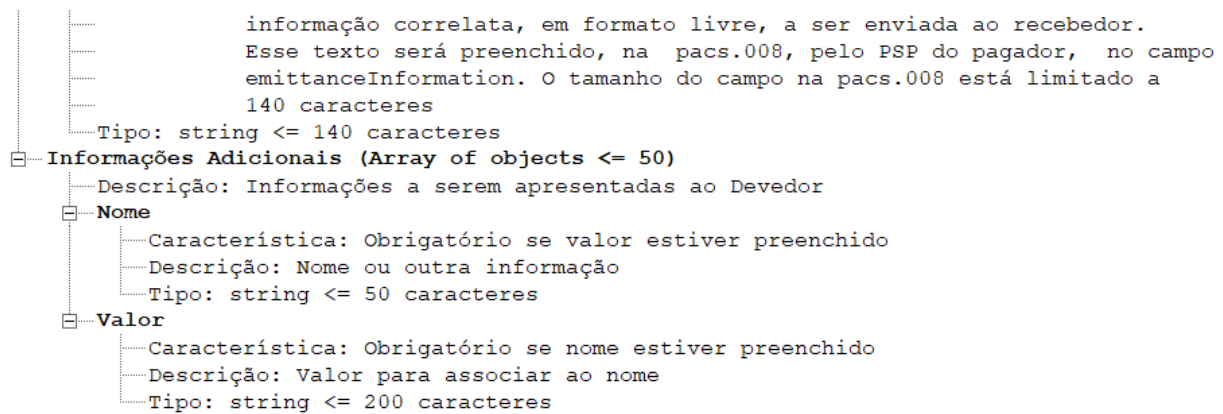 informação correlata, em formato livre, a ser enviada ao recebedor.
Esse texto será preenchido, na  pacs.008, pelo PSP do pagador,  no campo
emittanceInformation. O tamanho do campo na pacs.008 está limitado a
140 caracteres
Tipo: string <= 140 caracteres
Informações Adicionais (Array of objects <= 50)
Descrição: Informações a serem apresentadas ao Devedor
Nome
Característica: Obrigatório se valor estiver preenchido
Descrição: Nome ou outra informação
Tipo: string <= 50 caracteres
Valor
Característica: Obrigatório se nome estiver preenchido
Descrição: Valor para associar ao nome
Tipo: string <= 200 caracteres